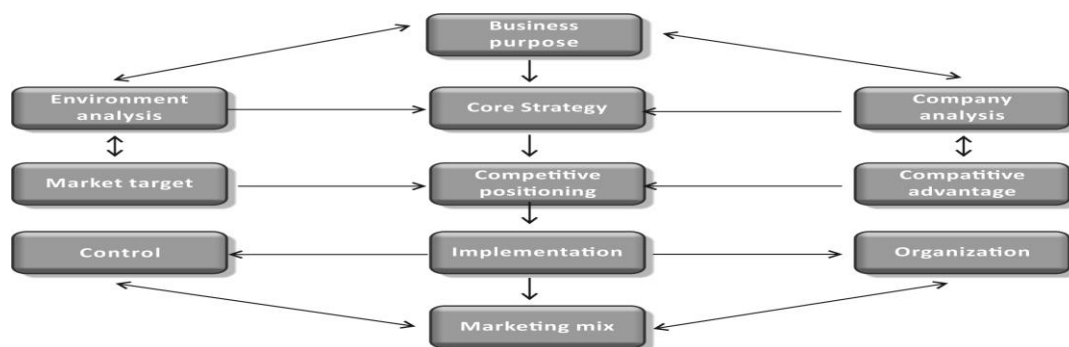 Business
purpose
Environment
analysis
Core Strategy
Company
analysis
Market target
Competitive
positioning
Compatitive
advantage
Control
Implementation
Organization
Marketing mix